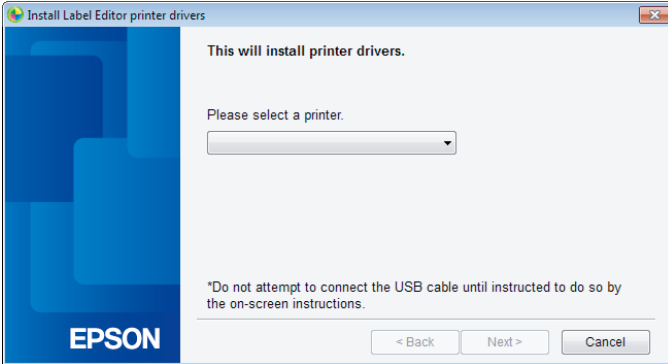 Install Label Editor printer drivers
This will install printer drivers.
Please select a printer.
*Do not attempt to connect the USB cable until instructed to do so by
the on-screen instructions.
EPSON
< Back
Next >
Cancel